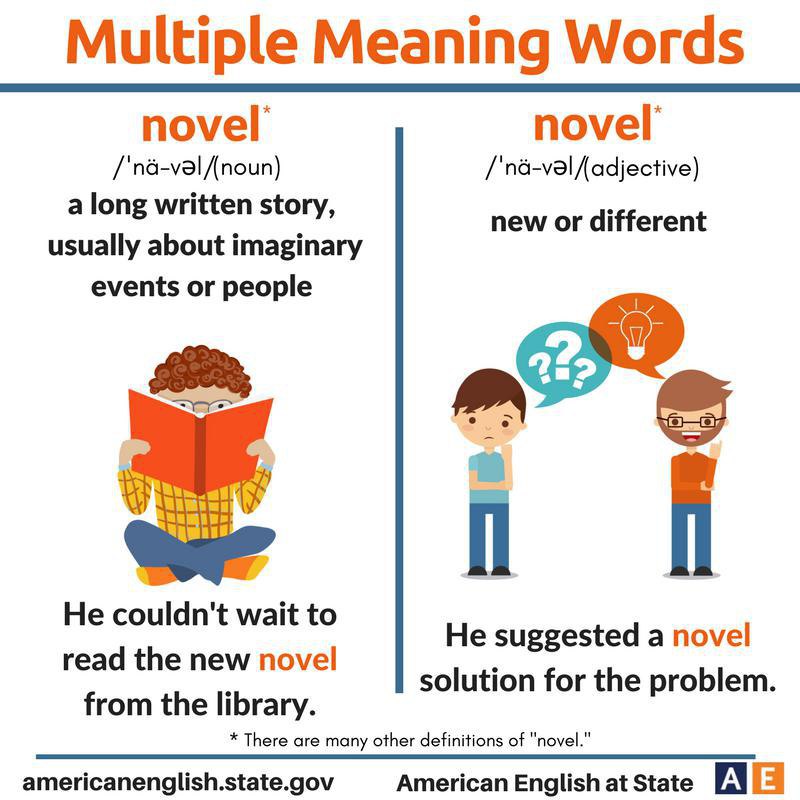 Multiple Meaning Words
novel*
/ˈnä-vəl/(noun)
a long written story,
usually about imaginary
events or people
He couldn't wait to
read the new novel
from the library.
novel*
/ˈnä-vəl/(adjective)
new or different
???
He suggested a novel
solution for the problem.
* There are many other definitions of "novel."
americanenglish.state.gov
American English at State
A E